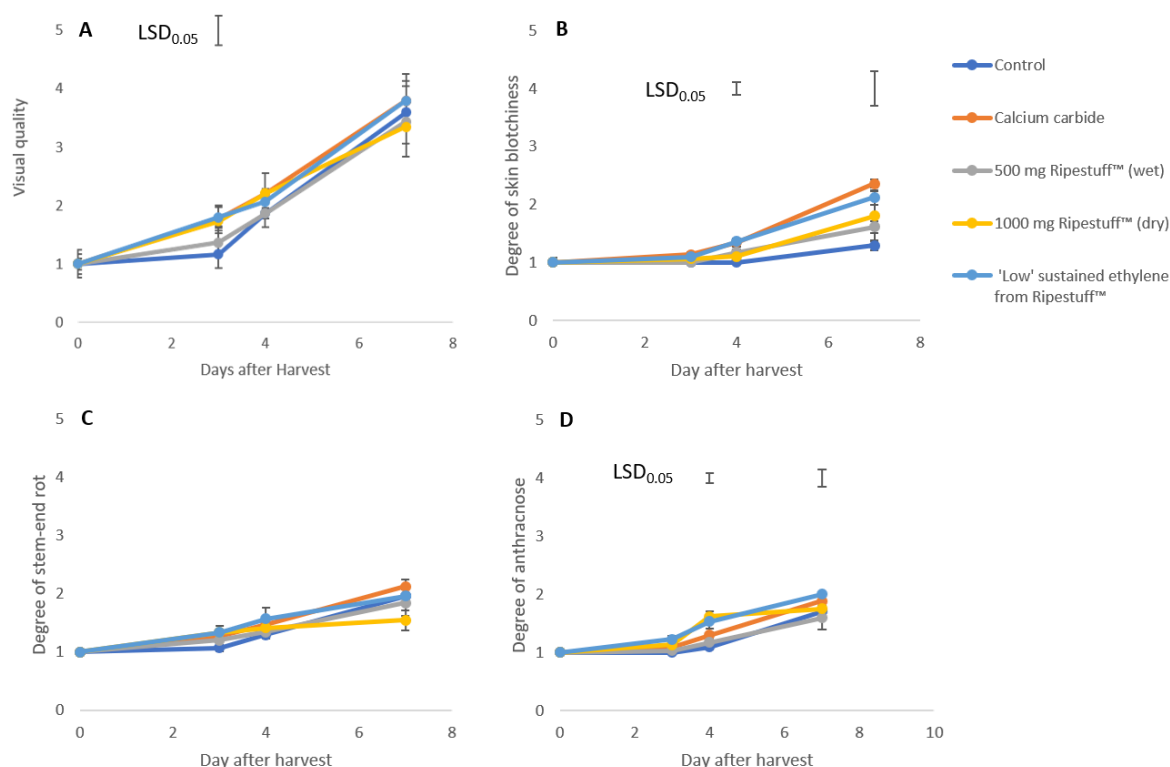 A
LSD0.05
5
4
3
2
1
0
Visual quality
0 2 4 6 8
Days after Harvest
B
LSD0.05
5
4
3
2
1
0
Degree of skin blotchiness
0 2 4 6 8
Day after harvest
Control
Calcium carbide
500 mg Ripestuff™ (wet)
1000 mg Ripestuff™ (dry)
'Low' sustained ethylene
from Ripestuff™
C
5
4
3
2
1
0
Degree of stem-end rot
0 2 4 6 8
Day after harvest
D
LSD0.05
5
4
3
2
1
0
Degree of anthracnose
0 2 4 6 8 10
Day after harvest